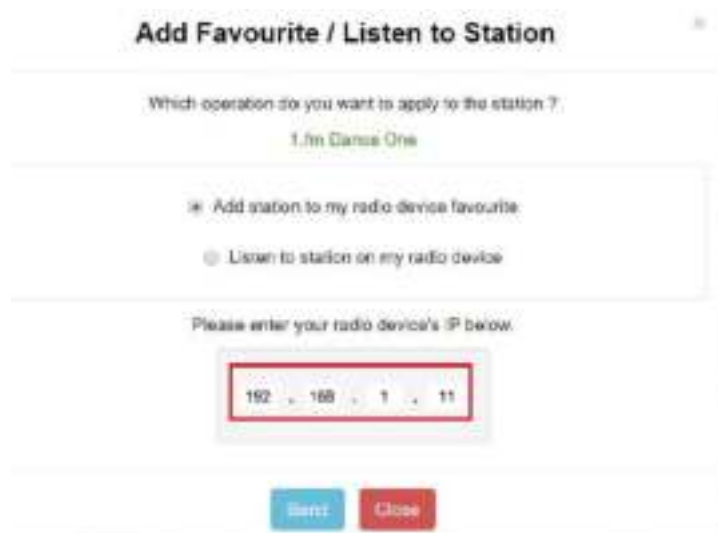 Add Favourite / Listen to Station
×
Which operation do you want to apply to the station ?
1.fm Dance One
Add station to my radio device favourite
Listen to station on my radio device
Please enter your radio device's IP below.
192 . 168 . 1 . 11
Send Close